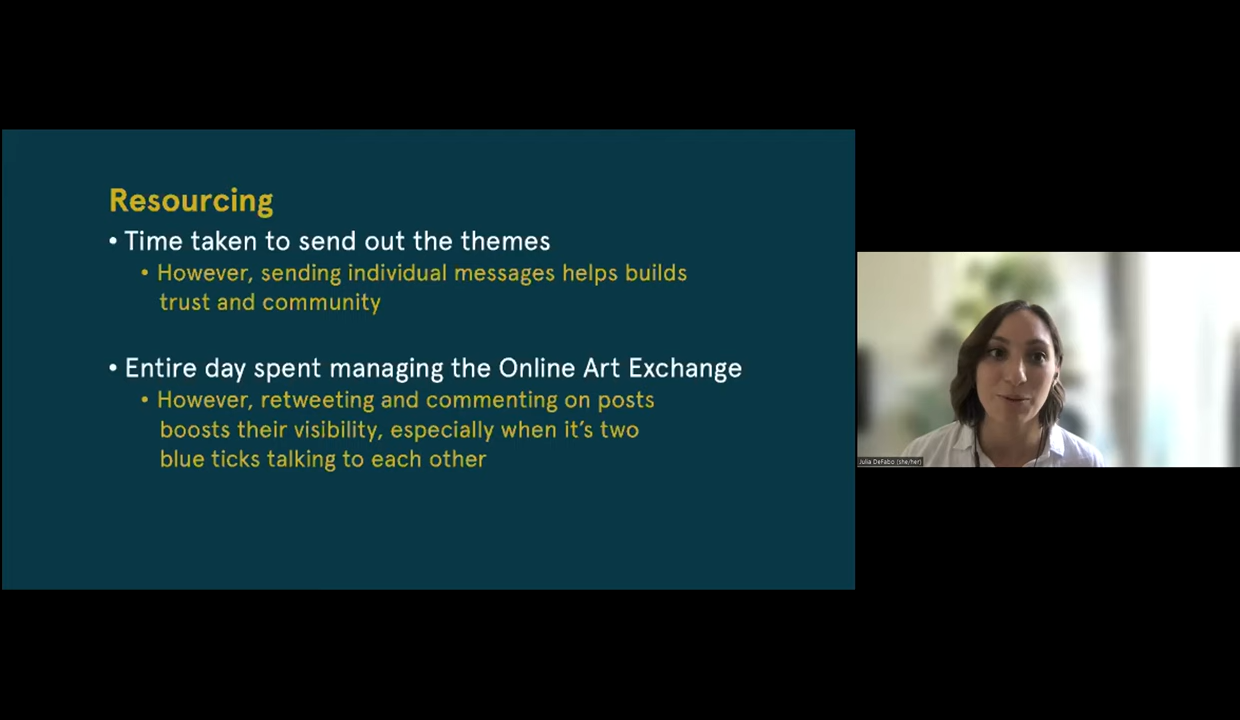 Resourcing
• Time taken to send out the themes
• However, sending individual messages helps builds
trust and community
• Entire day spent managing the Online Art Exchange
• However, retweeting and commenting on posts
boosts their visibility, especially when it's two
blue ticks talking to each other
Julia DeFabo (she/her)